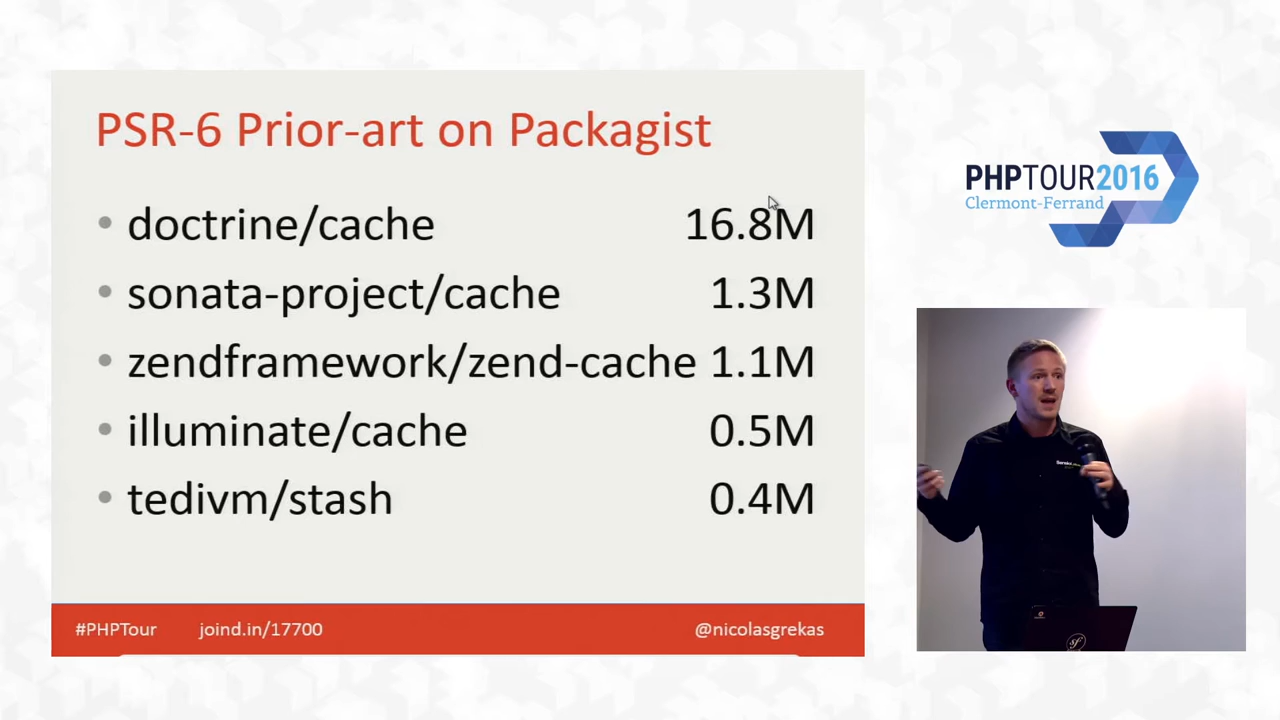 PSR-6 Prior-art on Packagist
• doctrine/cache 16.8M
• sonata-project/cache 1.3M
• zendframework/zend-cache 1.1M
• illuminate/cache 0.5M
• tedivm/stash 0.4M
#PHPTour joind.in/17700 @nicolasgrekas
PHPTOUR2016
Clermont-Ferrand
sf